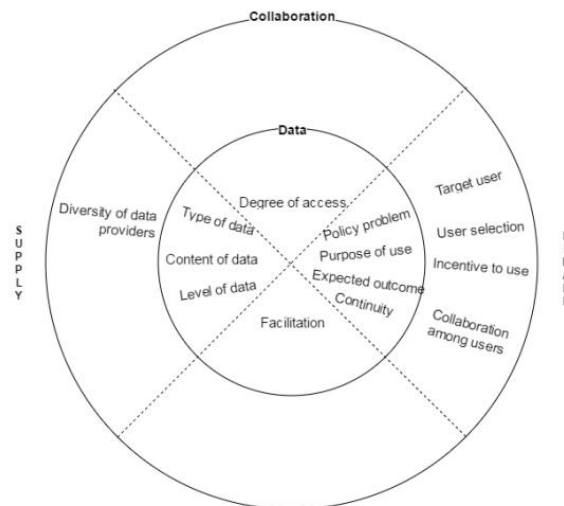 Collaboration
Data
Degree of access
Type of data
Content of data
Level of data
Diversity of data
providers
SUPPLY
Policy problem
Purpose of use
Expected outcome
Continuity
Facilitation
Target user
User selection
Incentive to use
Collaboration
among users